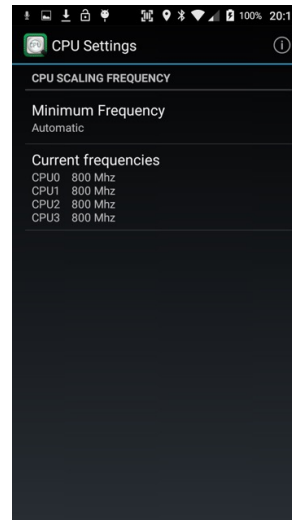 100% 20:1
CPU Settings
CPU SCALING FREQUENCY
Minimum Frequency
Automatic
Current frequencies
CPU0 800 Mhz
CPU1 800 Mhz
CPU2 800 Mhz
CPU3 800 Mhz